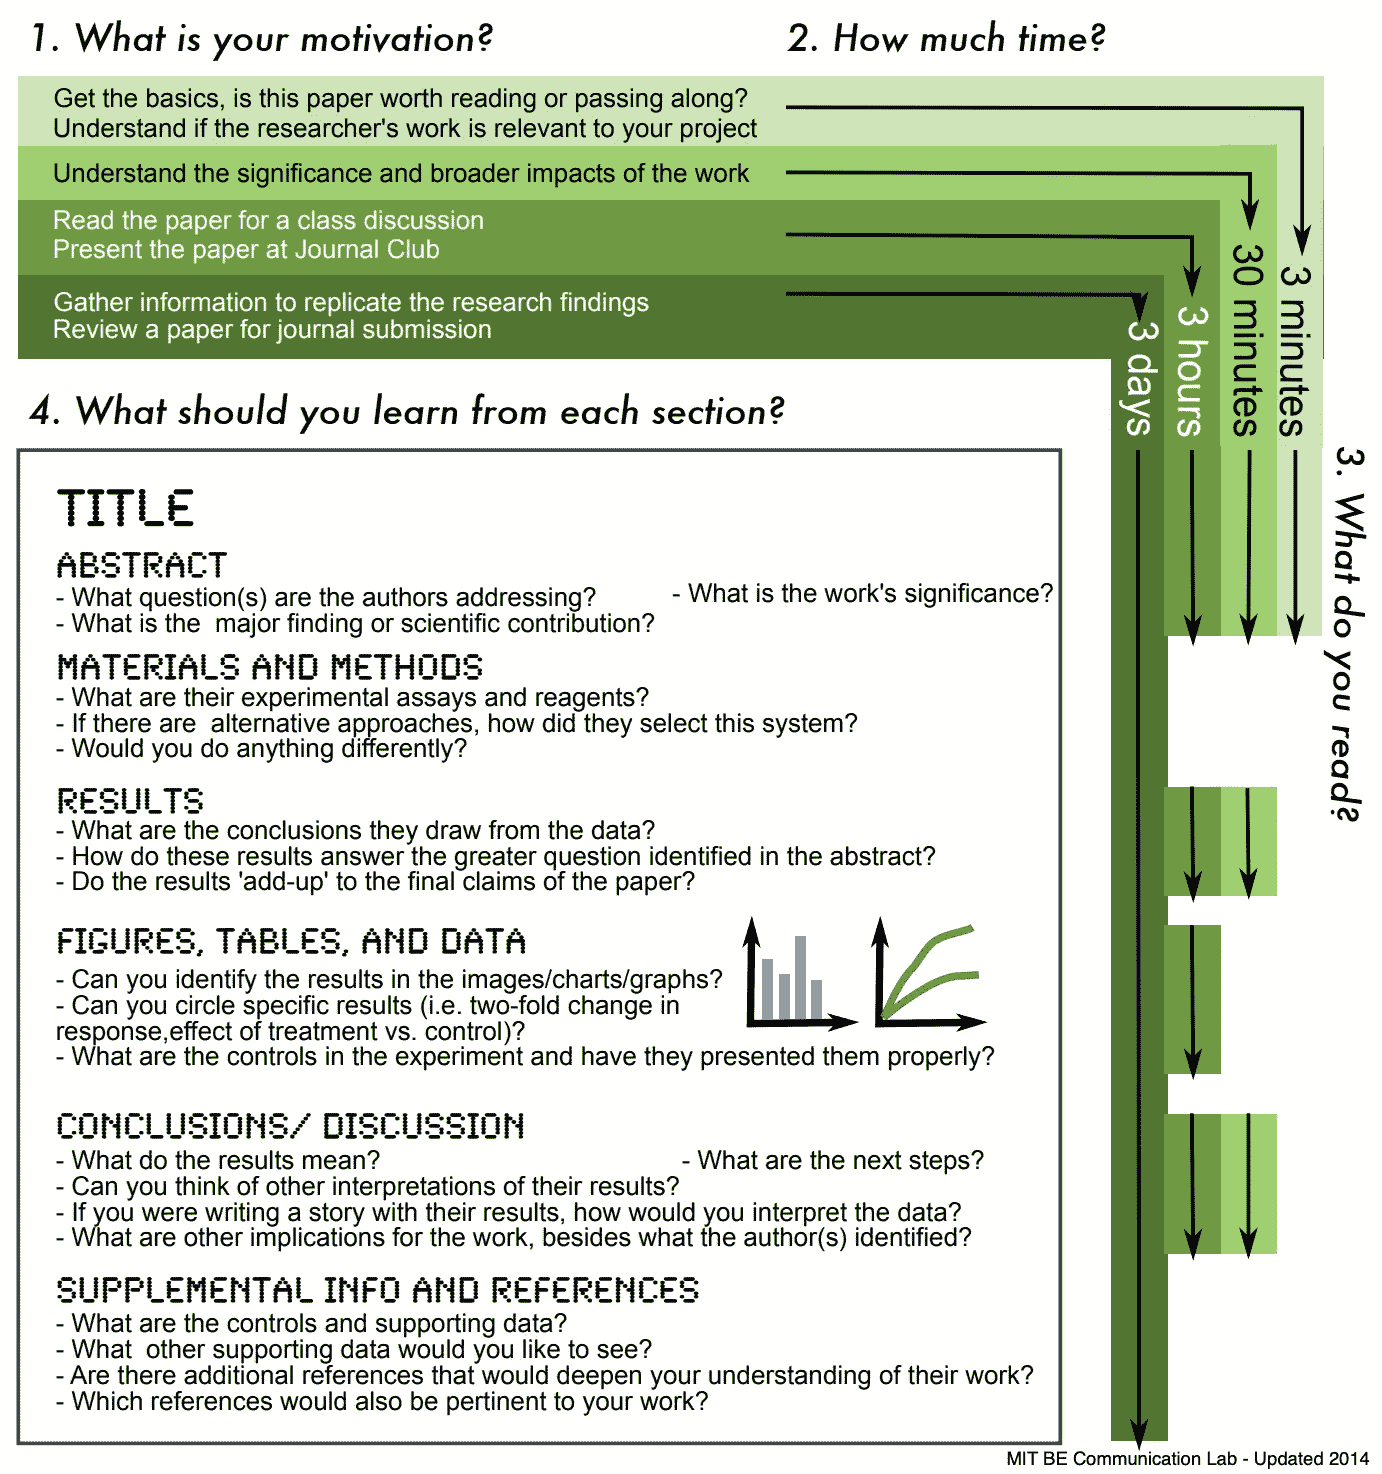 1. What is your motivation?
2. How much time?
Get the basics, is this paper worth reading or passing along?
Understand if the researcher's work is relevant to your project
Understand the significance and broader impacts of the work
Read the paper for a class discussion
Present the paper at Journal Club
Gather information to replicate the research findings
Review a paper for journal submission
3 days
3 hours
30 minutes
3 minutes
3. What do you read?
4. What should you learn from each section?
TITLE
ABSTRACT
- What question(s) are the authors addressing?
- What is the work's significance?
- What is the major finding or scientific contribution?
MATERIALS AND METHODS
- What are their experimental assays and reagents?
- If there are alternative approaches, how did they select this system?
- Would you do anything differently?
RESULTS
- What are the conclusions they draw from the data?
- How do these results answer the greater question identified in the abstract?
- Do the results 'add-up' to the final claims of the paper?
FIGURES, TABLES, AND DATA
- Can you identify the results in the images/charts/graphs?
- Can you circle specific results (i.e. two-fold change in
response,effect of treatment vs. control)?
- What are the controls in the experiment and have they presented them properly?
CONCLUSIONS/ DISCUSSION
- What do the results mean?
- What are the next steps?
- Can you think of other interpretations of their results?
- If you were writing a story with their results, how would you interpret the data?
- What are other implications for the work, besides what the author(s) identified?
SUPPLEMENTAL INFO AND REFERENCES
- What are the controls and supporting data?
- What other supporting data would you like to see?
- Are there additional references that would deepen your understanding of their work?
- Which references would also be pertinent to your work?
MIT BE Communication Lab - Updated 2014